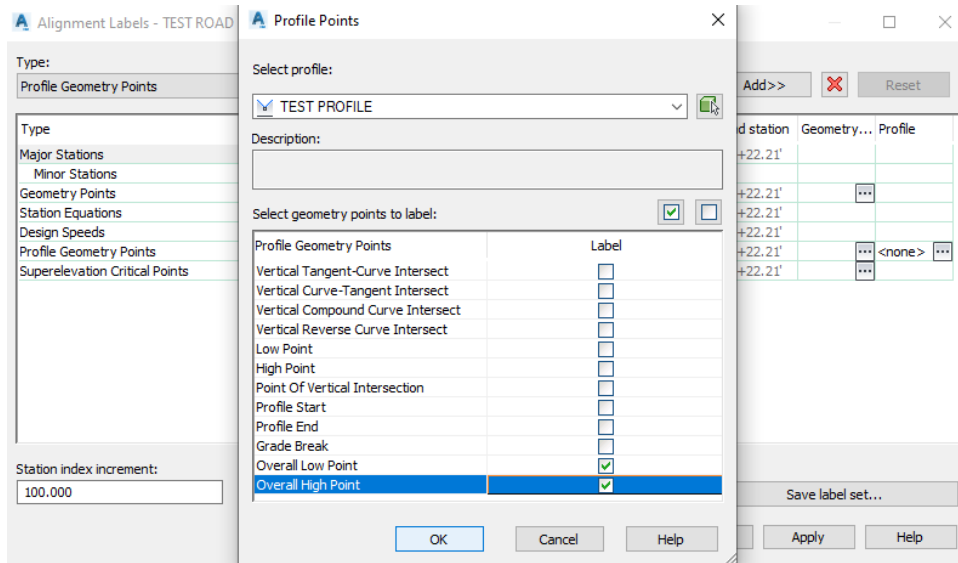 Alignment Labels - TEST ROAD
Profile Points
Type:
Profile Geometry Points
Add>>
Reset
Select profile:
TEST PROFILE
Description:
Select geometry points to label:
Type
d station Geometry... Profile
Major Stations
+22.21'
Minor Stations
Geometry Points
+22.21'
...
Station Equations
+22.21'
Design Speeds
+22.21'
Profile Geometry Points
+22.21'
...
<none>
...
Superelevation Critical Points
+22.21'
...
Profile Geometry Points Label
Vertical Tangent-Curve Intersect
Vertical Curve-Tangent Intersect
Vertical Compound Curve Intersect
Vertical Reverse Curve Intersect
Low Point
High Point
Point Of Vertical Intersection
Profile Start
Profile End
Grade Break
Overall Low Point
Overall High Point
Station index increment:
100.000
Save label set...
OK
Cancel
Help
Apply
Help